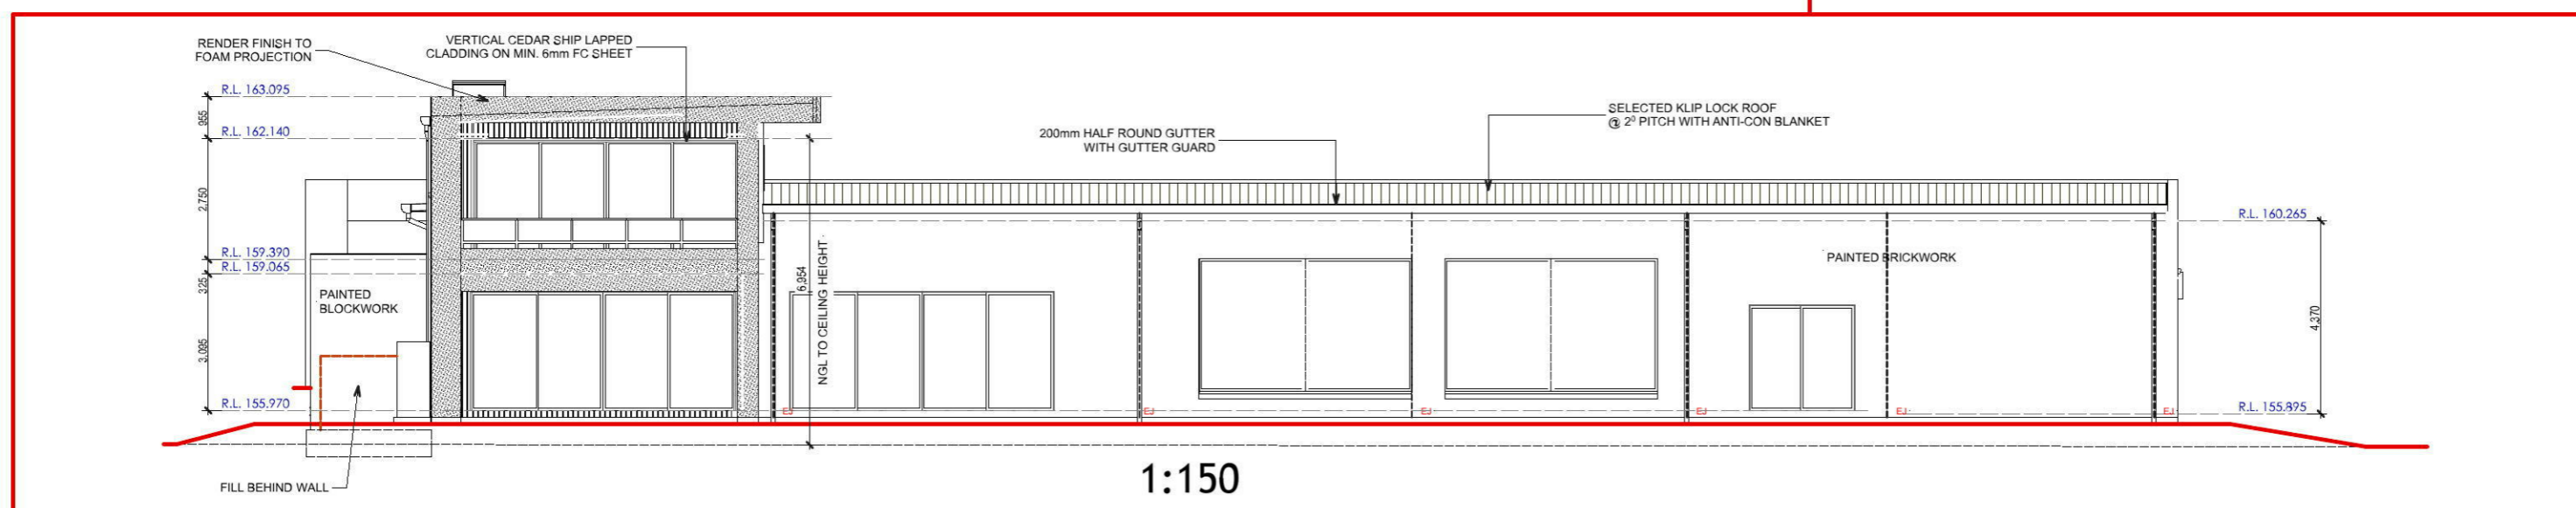 RENDER FINISH TO
FOAM PROJECTION
VERTICAL CEDAR SHIP LAPPED
CLADDING ON MIN. 6mm FC SHEET
R.L. 163.095
955
R.L. 162.140
2,750
R.L. 159.390
R.L. 159.065
325
3,095
R.L. 155.970
PAINTED
BLOCKWORK
FILL BEHIND WALL
6,954
NGL TO CEILING HEIGHT
200mm HALF ROUND GUTTER
WITH GUTTER GUARD
SELECTED KLIP LOCK ROOF
@ 2⁰ PITCH WITH ANTI-CON BLANKET
PAINTED BRICKWORK
R.L. 160.265
4,370
R.L. 155.895
EJ
EJ
EJ
EJ
EJ
EJ
1:150